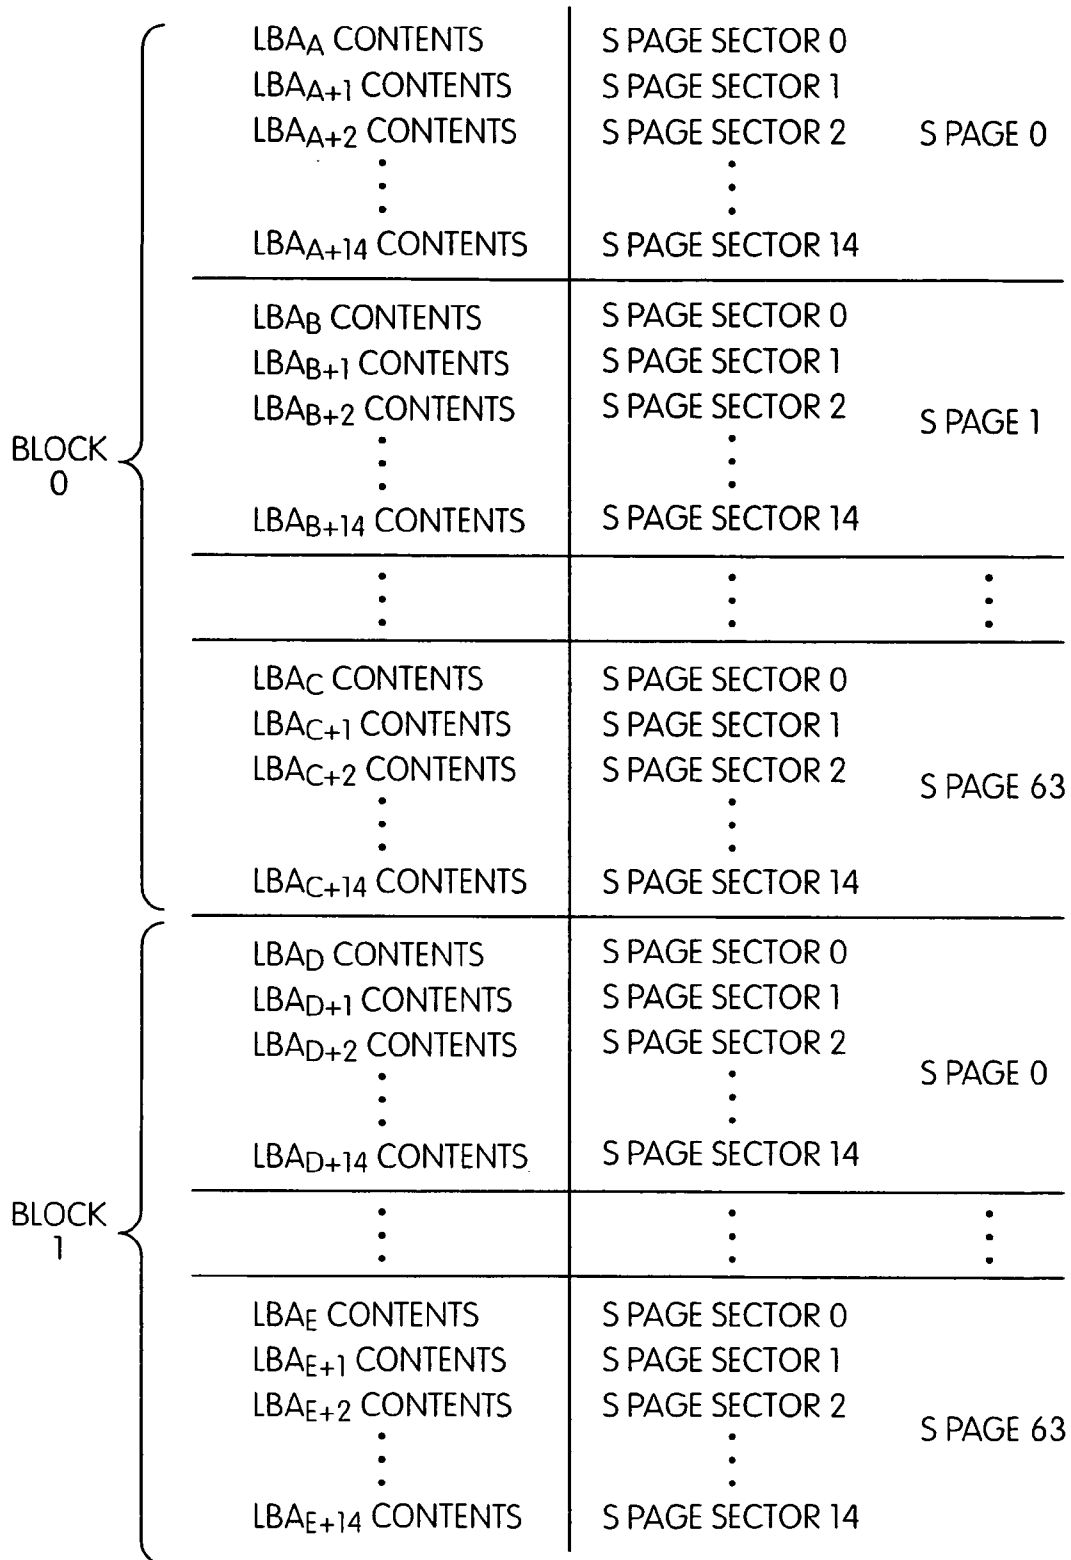 LBAA CONTENTS S PAGE SECTOR 0
LBAA+1 CONTENTS S PAGE SECTOR 1
LBAA+2 CONTENTS S PAGE SECTOR 2 S PAGE 0
LBAA+14 CONTENTS S PAGE SECTOR 14
LBAB CONTENTS S PAGE SECTOR 0
LBAB+1 CONTENTS S PAGE SECTOR 1
LBAB+2 CONTENTS S PAGE SECTOR 2 S PAGE 1
BLOCK
0
LBAB+14 CONTENTS S PAGE SECTOR 14
LBAC CONTENTS S PAGE SECTOR 0
LBAC+1 CONTENTS S PAGE SECTOR 1
LBAC+2 CONTENTS S PAGE SECTOR 2 S PAGE 63
LBAC+14 CONTENTS S PAGE SECTOR 14
LBAD CONTENTS S PAGE SECTOR 0
LBAD+1 CONTENTS S PAGE SECTOR 1
LBAD+2 CONTENTS S PAGE SECTOR 2 S PAGE 0
LBAD+14 CONTENTS S PAGE SECTOR 14
BLOCK
1
LBAE CONTENTS S PAGE SECTOR 0
LBAE+1 CONTENTS S PAGE SECTOR 1
LBAE+2 CONTENTS S PAGE SECTOR 2 S PAGE 63
LBAE+14 CONTENTS S PAGE SECTOR 14